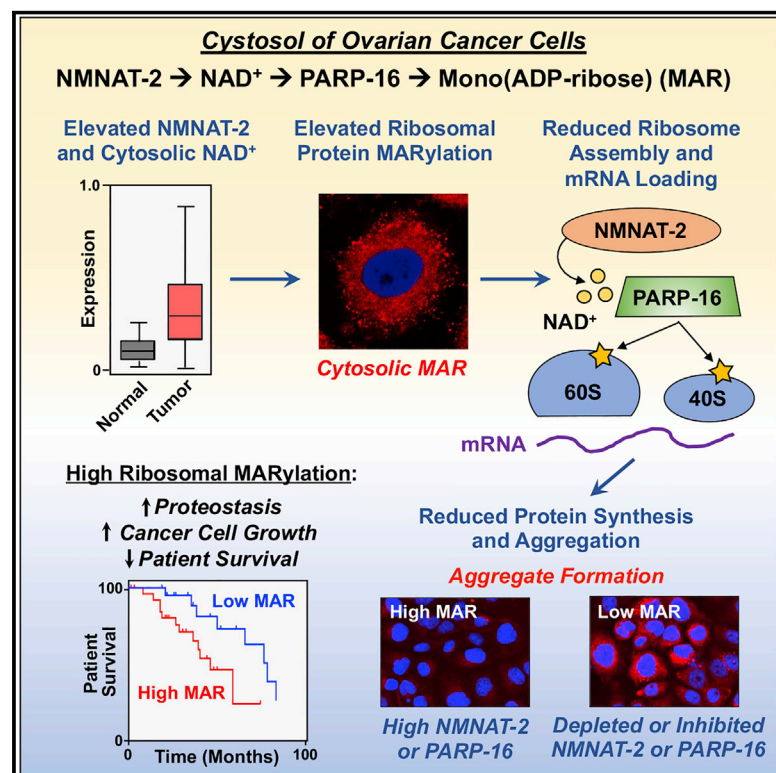 Cystosol of Ovarian Cancer Cells
NMNAT-2 → NAD⁺ → PARP-16 → Mono(ADP-ribose) (MAR)
Elevated NMNAT-2
and Cytosolic NAD⁺
Elevated Ribosomal
Protein MARylation
Reduced Ribosome
Assembly and
mRNA Loading
1.0
Expression
0
Normal
Tumor
Cytosolic MAR
NMNAT-2
NAD⁺
PARP-16
60S
40S
mRNA
High Ribosomal MARylation:
↑ Proteostasis
↑ Cancer Cell Growth
↓ Patient Survival
100
Patient
Survival
Low MAR
High MAR
0
0
Time (Months)
100
Reduced Protein Synthesis
and Aggregation
Aggregate Formation
High MAR
Low MAR
High NMNAT-2
or PARP-16
Depleted or Inhibited
NMNAT-2 or PARP-16